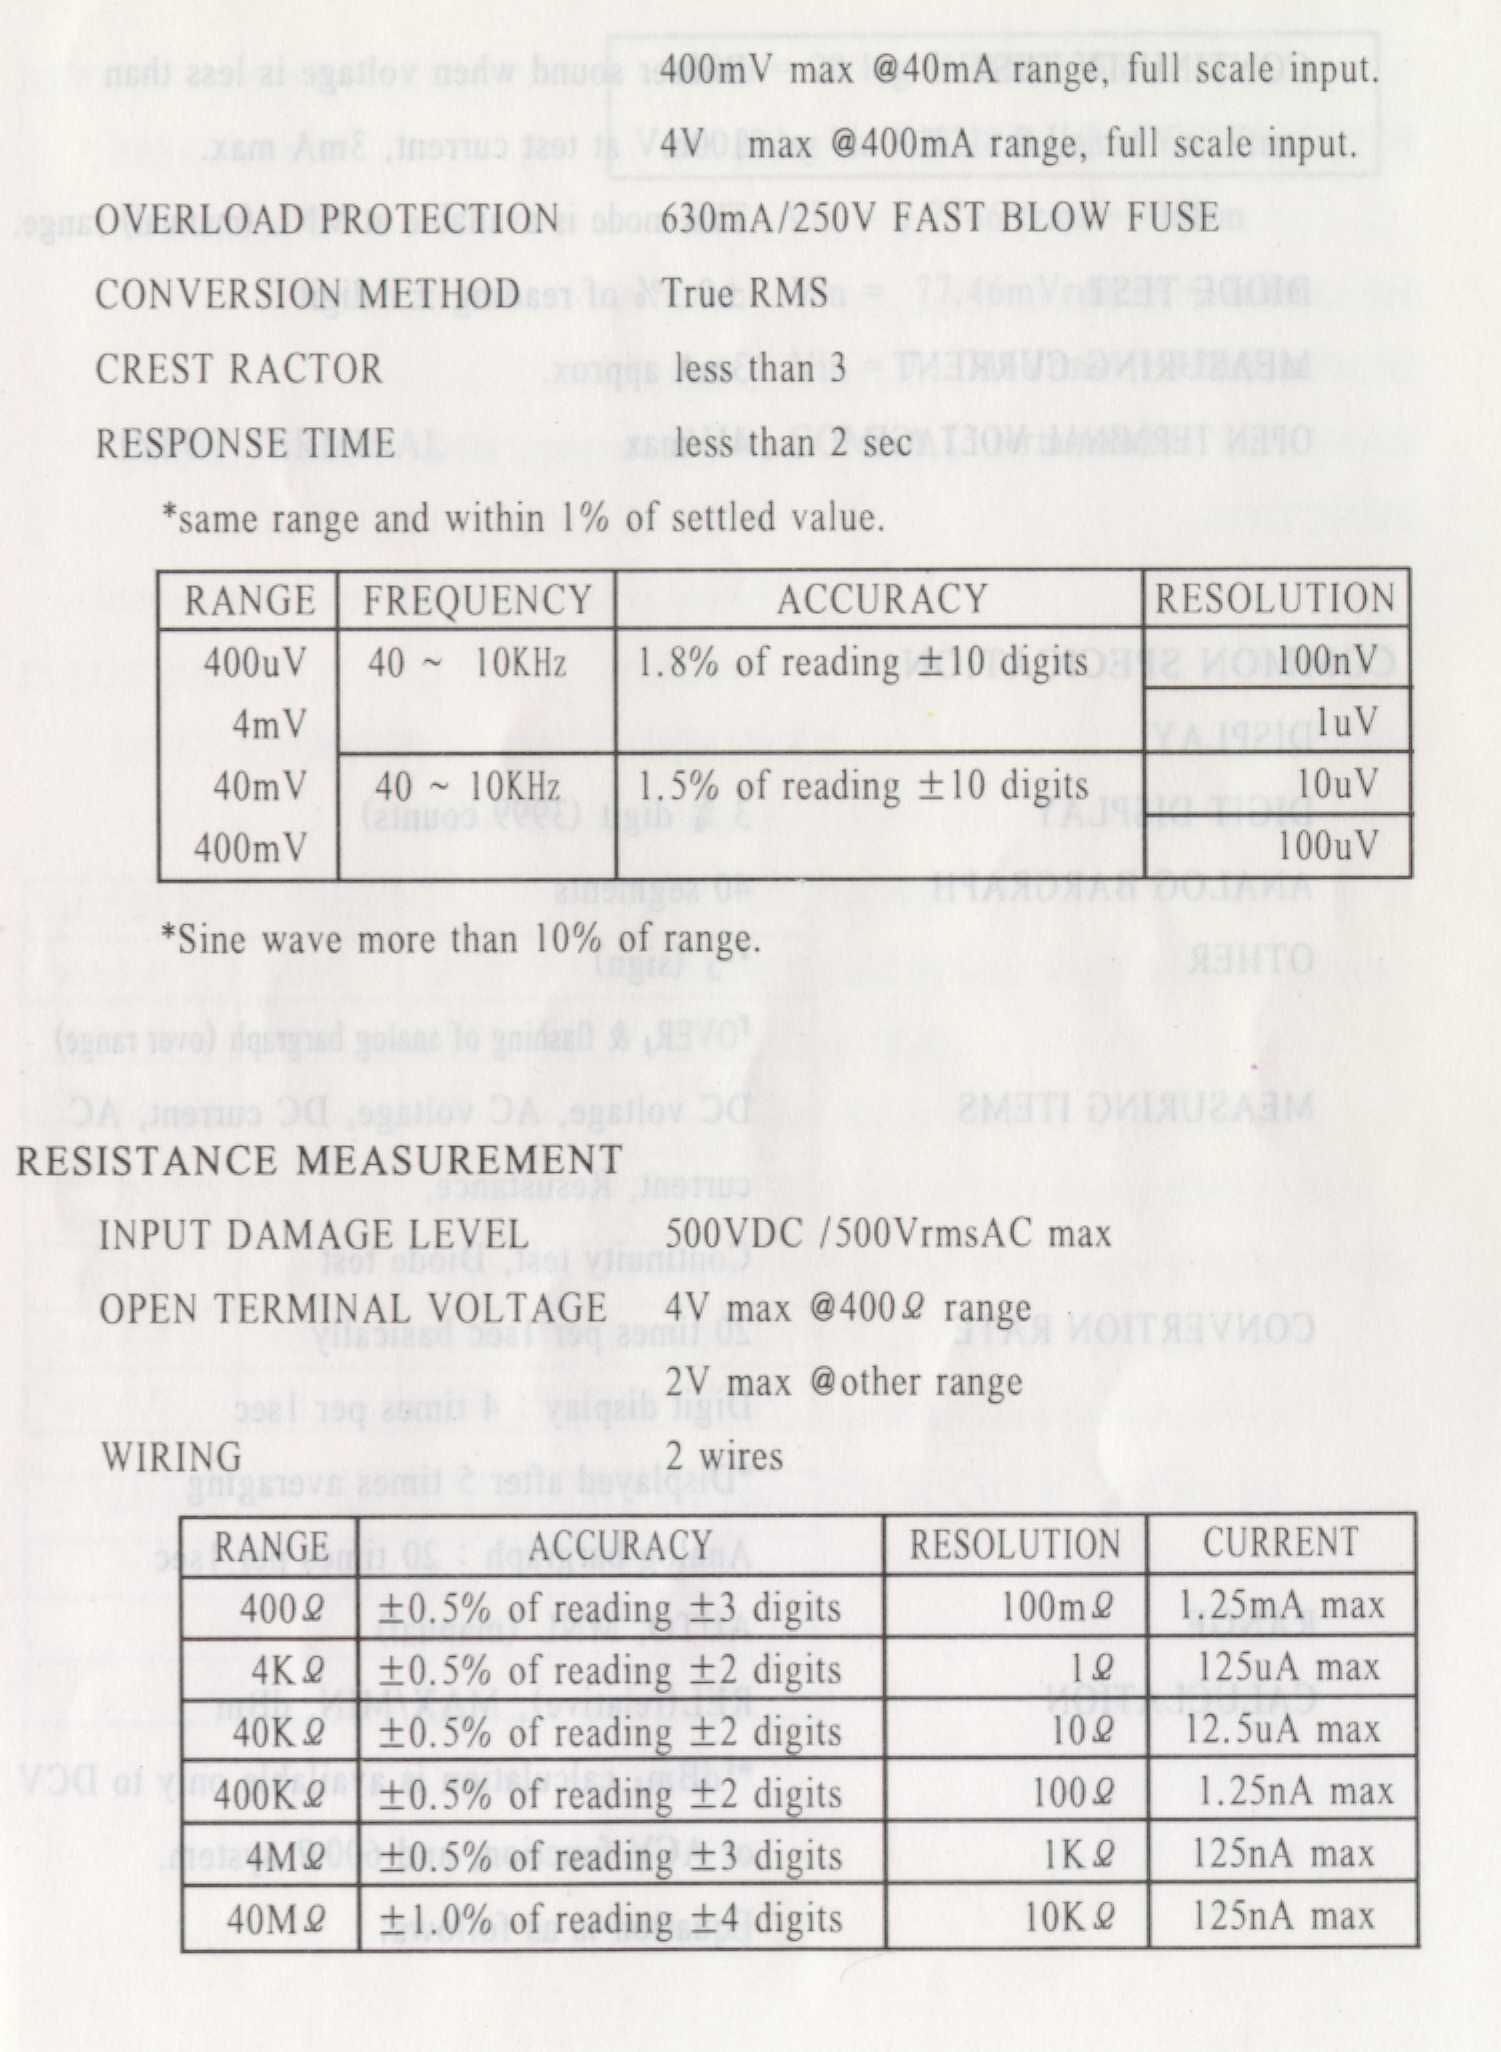 400mV max @40mA range, full scale input.
4V max @400mA range, full scale input.
OVERLOAD PROTECTION 630mA/250V FAST BLOW FUSE
CONVERSION METHOD True RMS
CREST RACTOR less than 3
RESPONSE TIME less than 2 sec
*same range and within 1% of settled value.
RANGE FREQUENCY ACCURACY RESOLUTION
400uV 40 ~ 10KHz 1.8% of reading ±10 digits 100nV
4mV 1uV
40mV 40 ~ 10KHz 1.5% of reading ±10 digits 10uV
400mV 100uV
*Sine wave more than 10% of range.
RESISTANCE MEASUREMENT
INPUT DAMAGE LEVEL 500VDC /500VrmsAC max
OPEN TERMINAL VOLTAGE 4V max @400Ω range
2V max @other range
WIRING 2 wires
RANGE ACCURACY RESOLUTION CURRENT
400Ω ±0.5% of reading ±3 digits 100mΩ 1.25mA max
4KΩ ±0.5% of reading ±2 digits 1Ω 125uA max
40KΩ ±0.5% of reading ±2 digits 10Ω 12.5uA max
400KΩ ±0.5% of reading ±2 digits 100Ω 1.25nA max
4MΩ ±0.5% of reading ±3 digits 1KΩ 125nA max
40MΩ ±1.0% of reading ±4 digits 10KΩ 125nA max